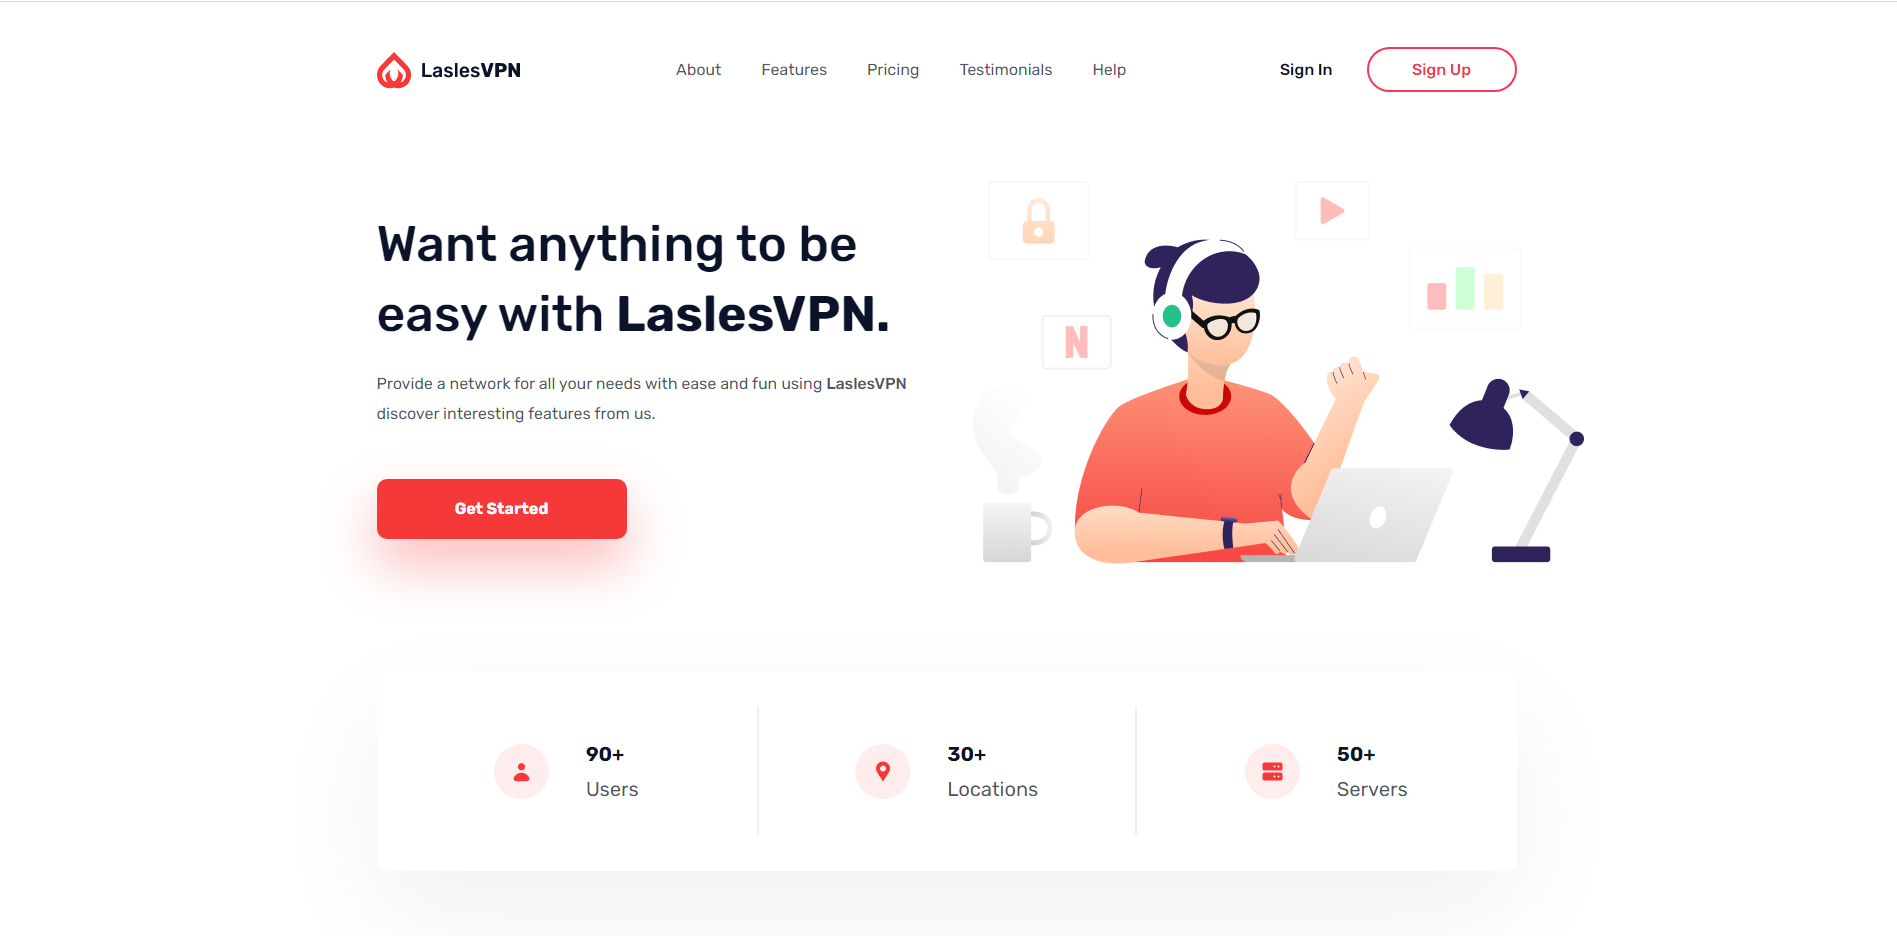 LaslesVPN
About Features Pricing Testimonials Help
Sign In
Sign Up
Want anything to be
easy with LaslesVPN.
Provide a network for all your needs with ease and fun using LaslesVPN
discover interesting features from us.
Get Started
N
90+
Users
30+
Locations
50+
Servers